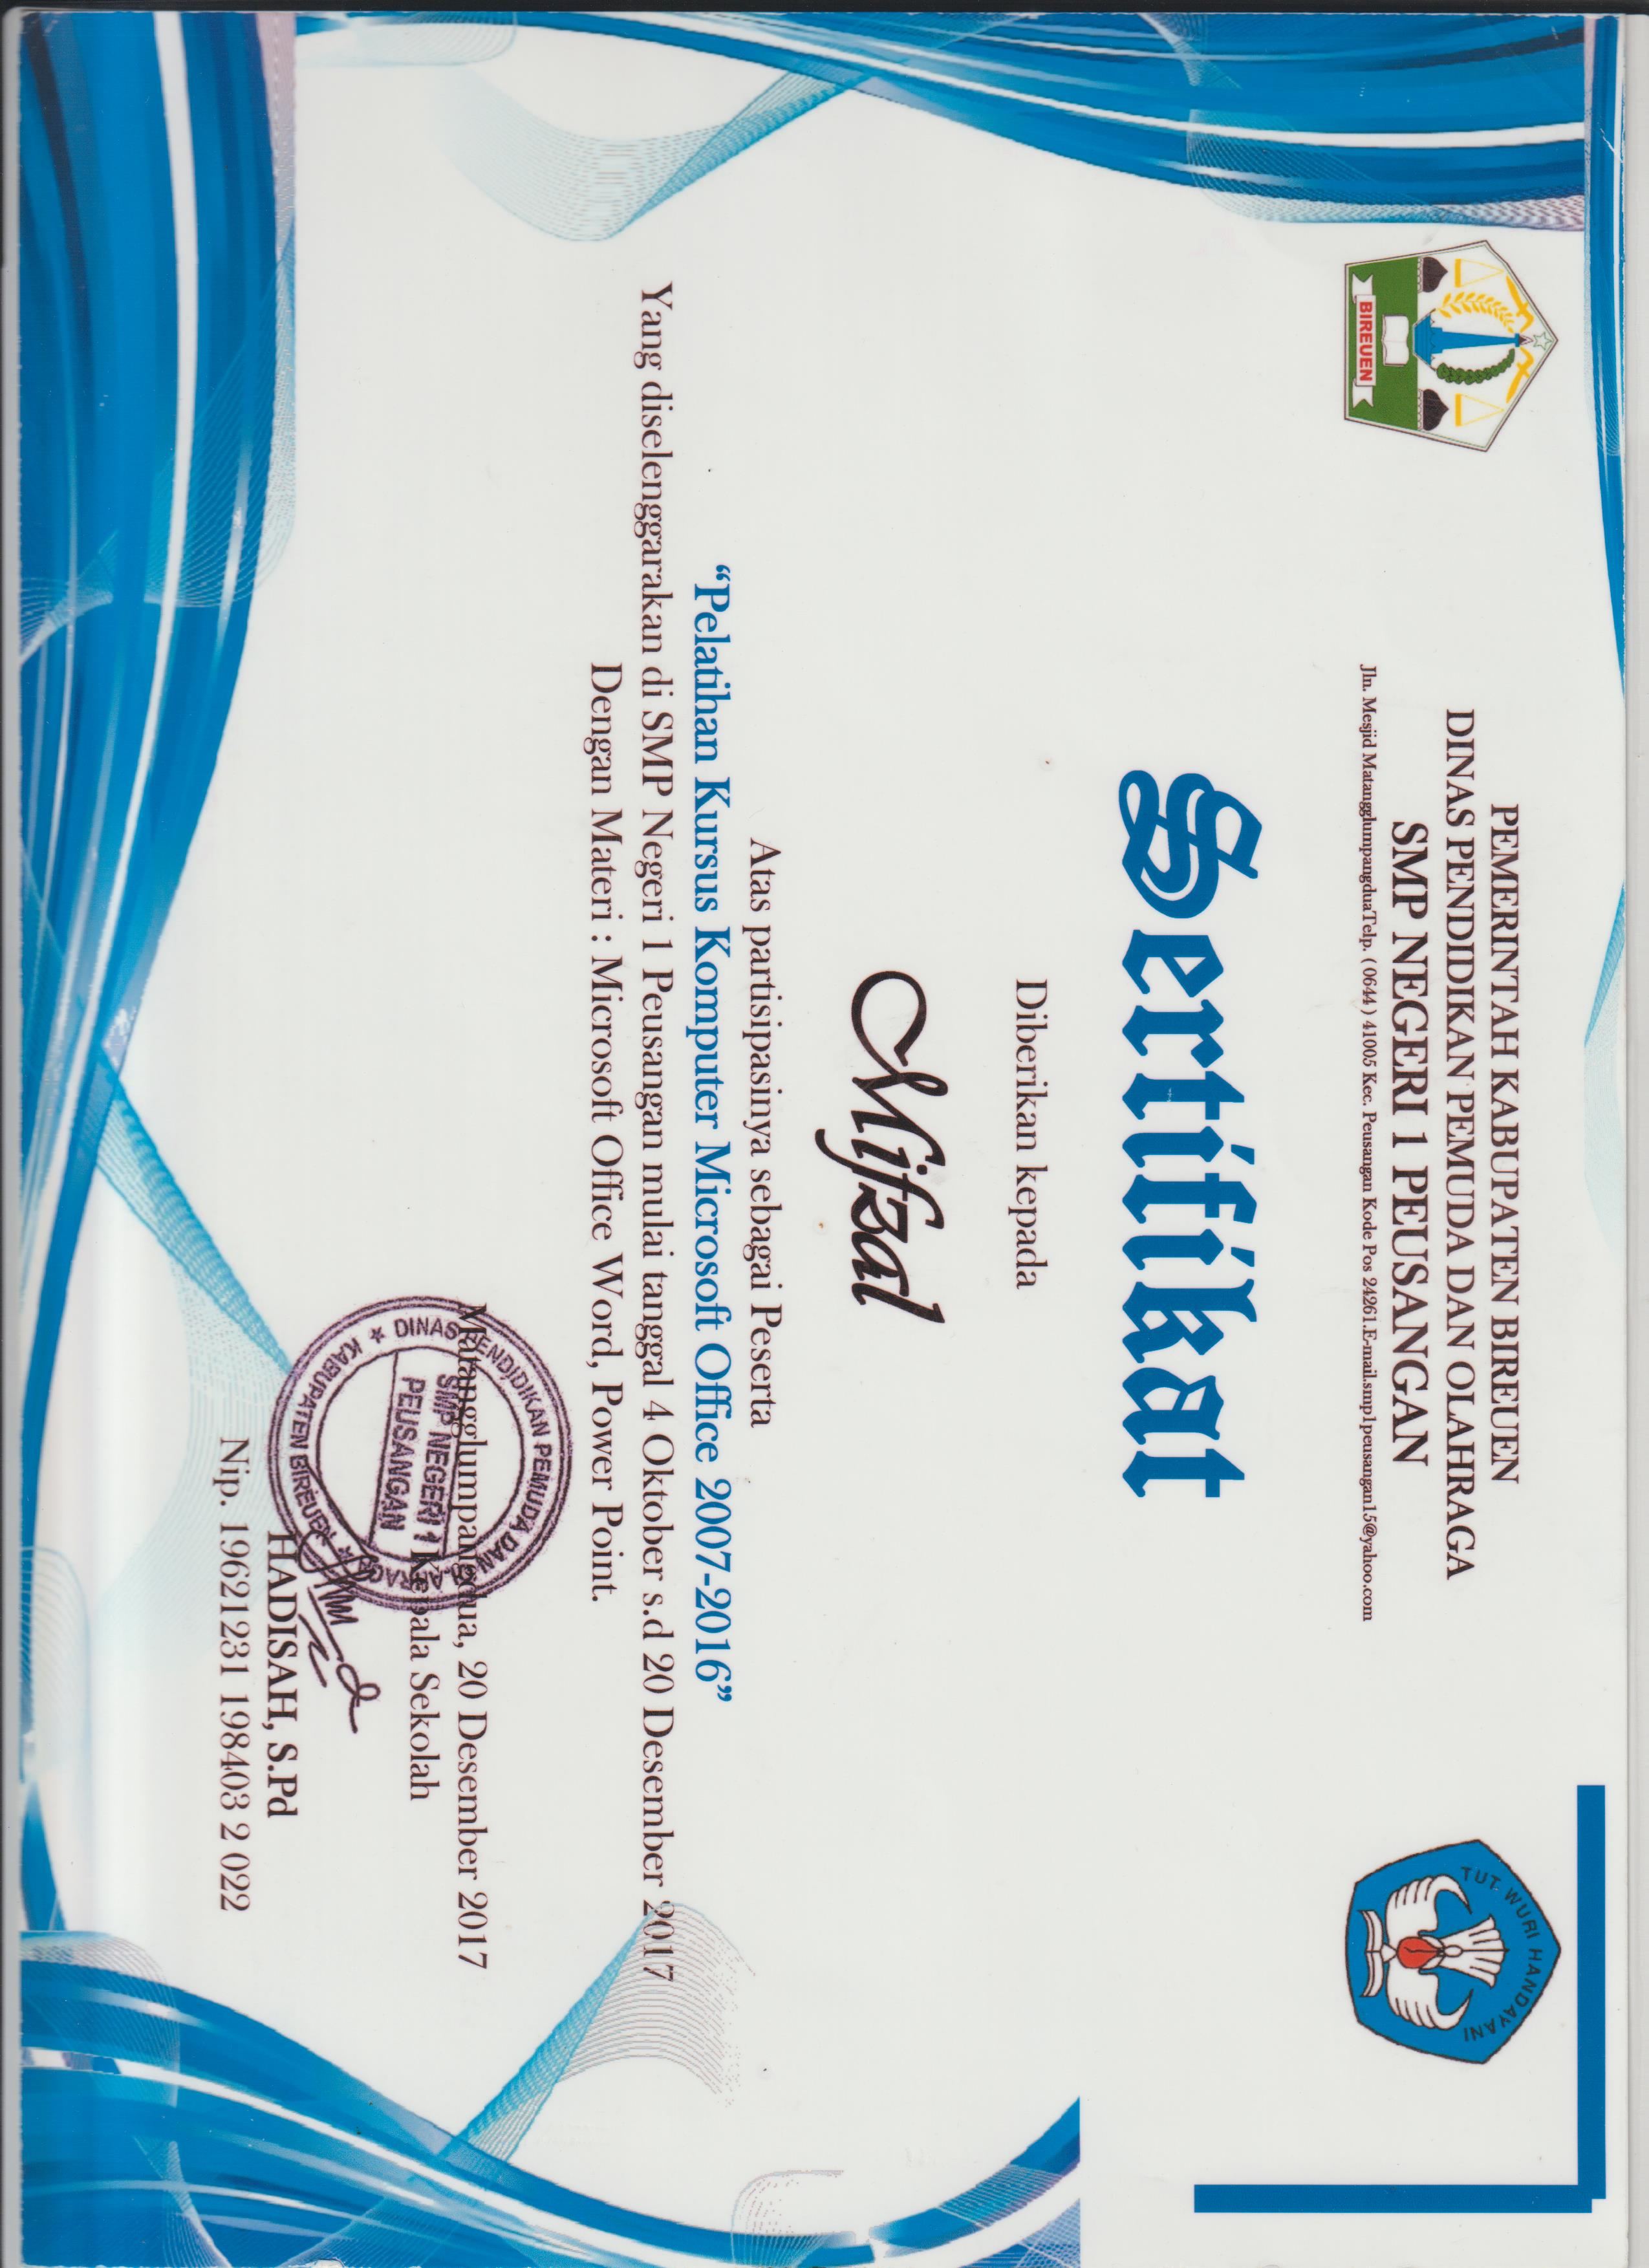 PEMERINTAH KABUPATEN BIREUEN
DINAS PENDIDIKAN PEMUDA DAN OLAHRAGA
SMP NEGERI 1 PEUSANGAN
Jln. Mesjid MatangglumpangduaTelp. ( 0644 ) 41005 Kec. Peusangan Kode Pos 24261.E-mail.smp1peusangan15@yahoo.com
BIREUEN
TUT WURI HANDAYANI
Sertifikat
Diberikan kepada
Mifzal
Atas partisipasinya sebagai Peserta
“Pelatihan Kursus Komputer Microsoft Office 2007-2016”
Yang diselenggarakan di SMP Negeri 1 Peusangan mulai tanggal 4 Oktober s.d 20 Desember 2017
Dengan Materi : Microsoft Office Word, Power Point.
Matangglumpangdua, 20 Desember 2017
Kepala Sekolah
DINAS PENDIDIKAN PEMUDA DAN OLAHRAGA
SMP NEGERI 1
PEUSANGAN
KABUPATEN BIREUEN
HADISAH, S.Pd
Nip. 19621231 198403 2 022